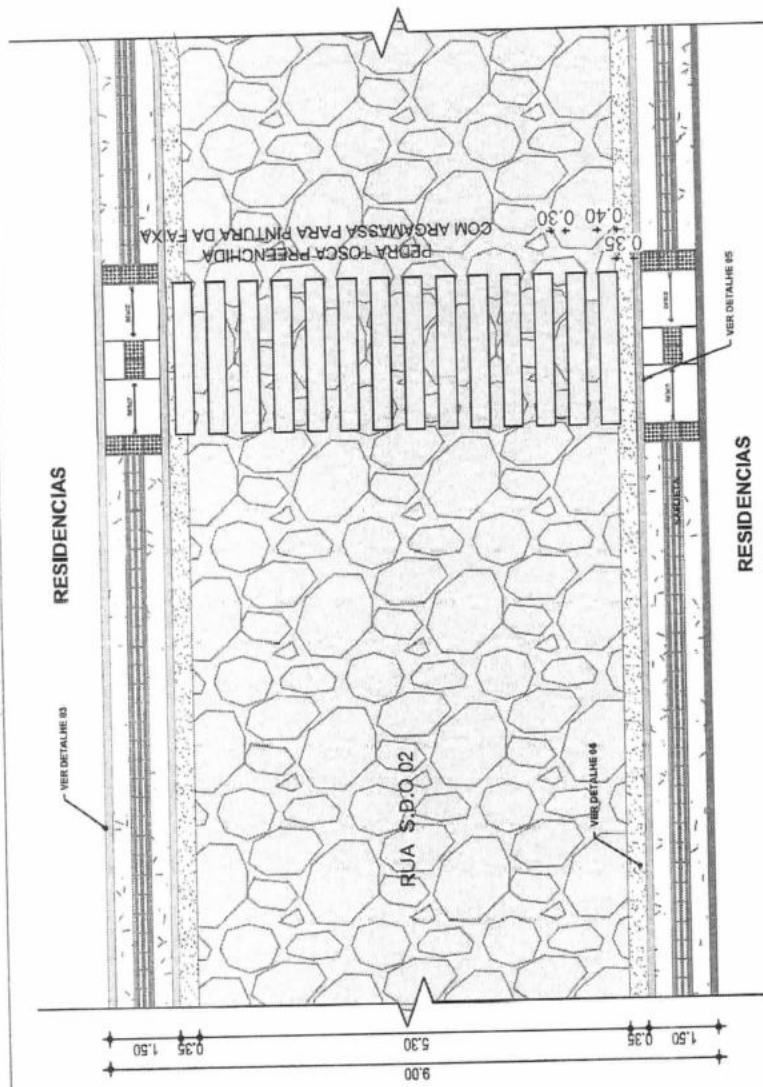 PEDRA TOSCA PREENCHIDA
COM ARGAMASSA PARA PINTURA DA FAIXA
0.30
0.40
0.35
VER DETALHE 05
RESIDENCIAS
RESIDENCIAS
SARJETA
VER DETALHE 03
RUA S.D.O 02
VER DETALHE 04
1.50
0.35
5.30
0.35
1.50
9.00